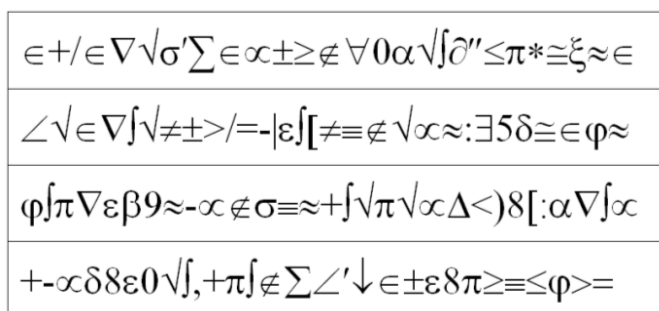 ∈+/∈∇√σ′∑∈∝±≥∉∀0α√∫∂″≤π*≅ξ≈∈
∠√∈∇∫√≠±>/=-|ε∫[≠≡∉√∝≈:∃5δ≅∈φ≈
φ∫π∇εβ9≈-∝∉σ≡≈+∫√π√∝Δ<)8[:α∇∫∝
+-∝δ8ε0√∫,+π∫∉∑∠′↓∈±ε8π≥≡≤φ>=